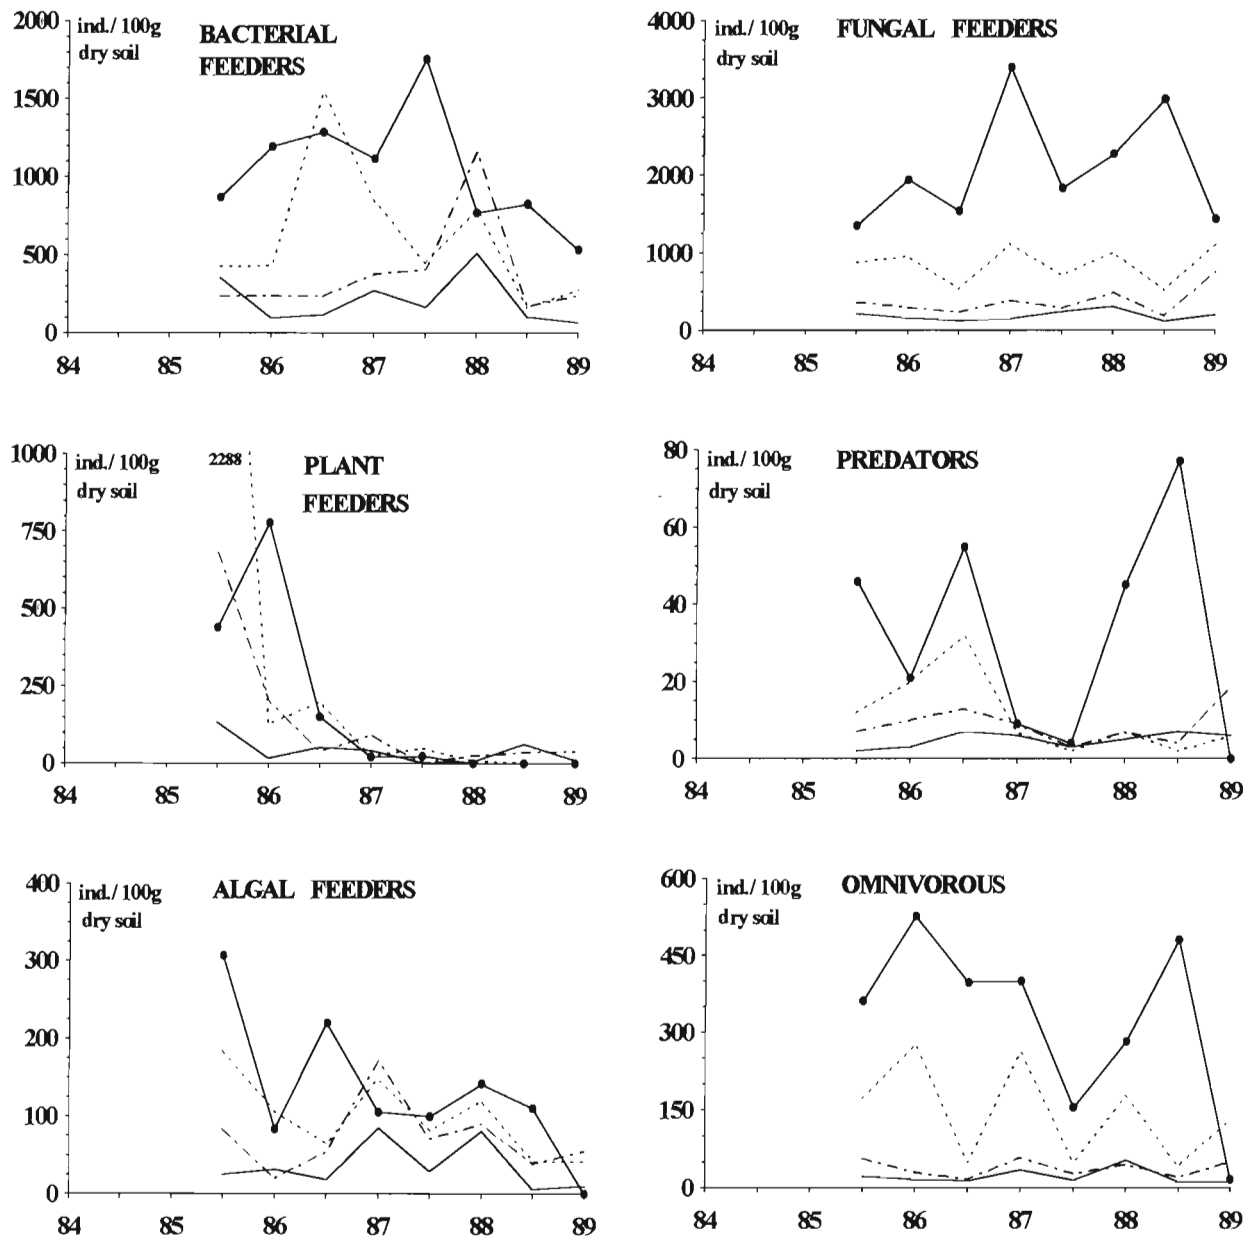 2000
ind./ 100g
dry soil
BACTERIAL
FEEDERS
1500
1000
500
0
84 85 86 87 88 89
4000
ind./ 100g
dry soil
FUNGAL FEEDERS
3000
2000
1000
0
84 85 86 87 88 89
1000
ind./ 100g
dry soil
2288
PLANT
FEEDERS
750
500
250
0
84 85 86 87 88 89
80
ind./ 100g
dry soil
PREDATORS
60
40
20
0
84 85 86 87 88 89
400
ind./ 100g
dry soil
ALGAL FEEDERS
300
200
100
0
84 85 86 87 88 89
600
ind./ 100g
dry soil
OMNIVOROUS
450
300
150
0
84 85 86 87 88 89